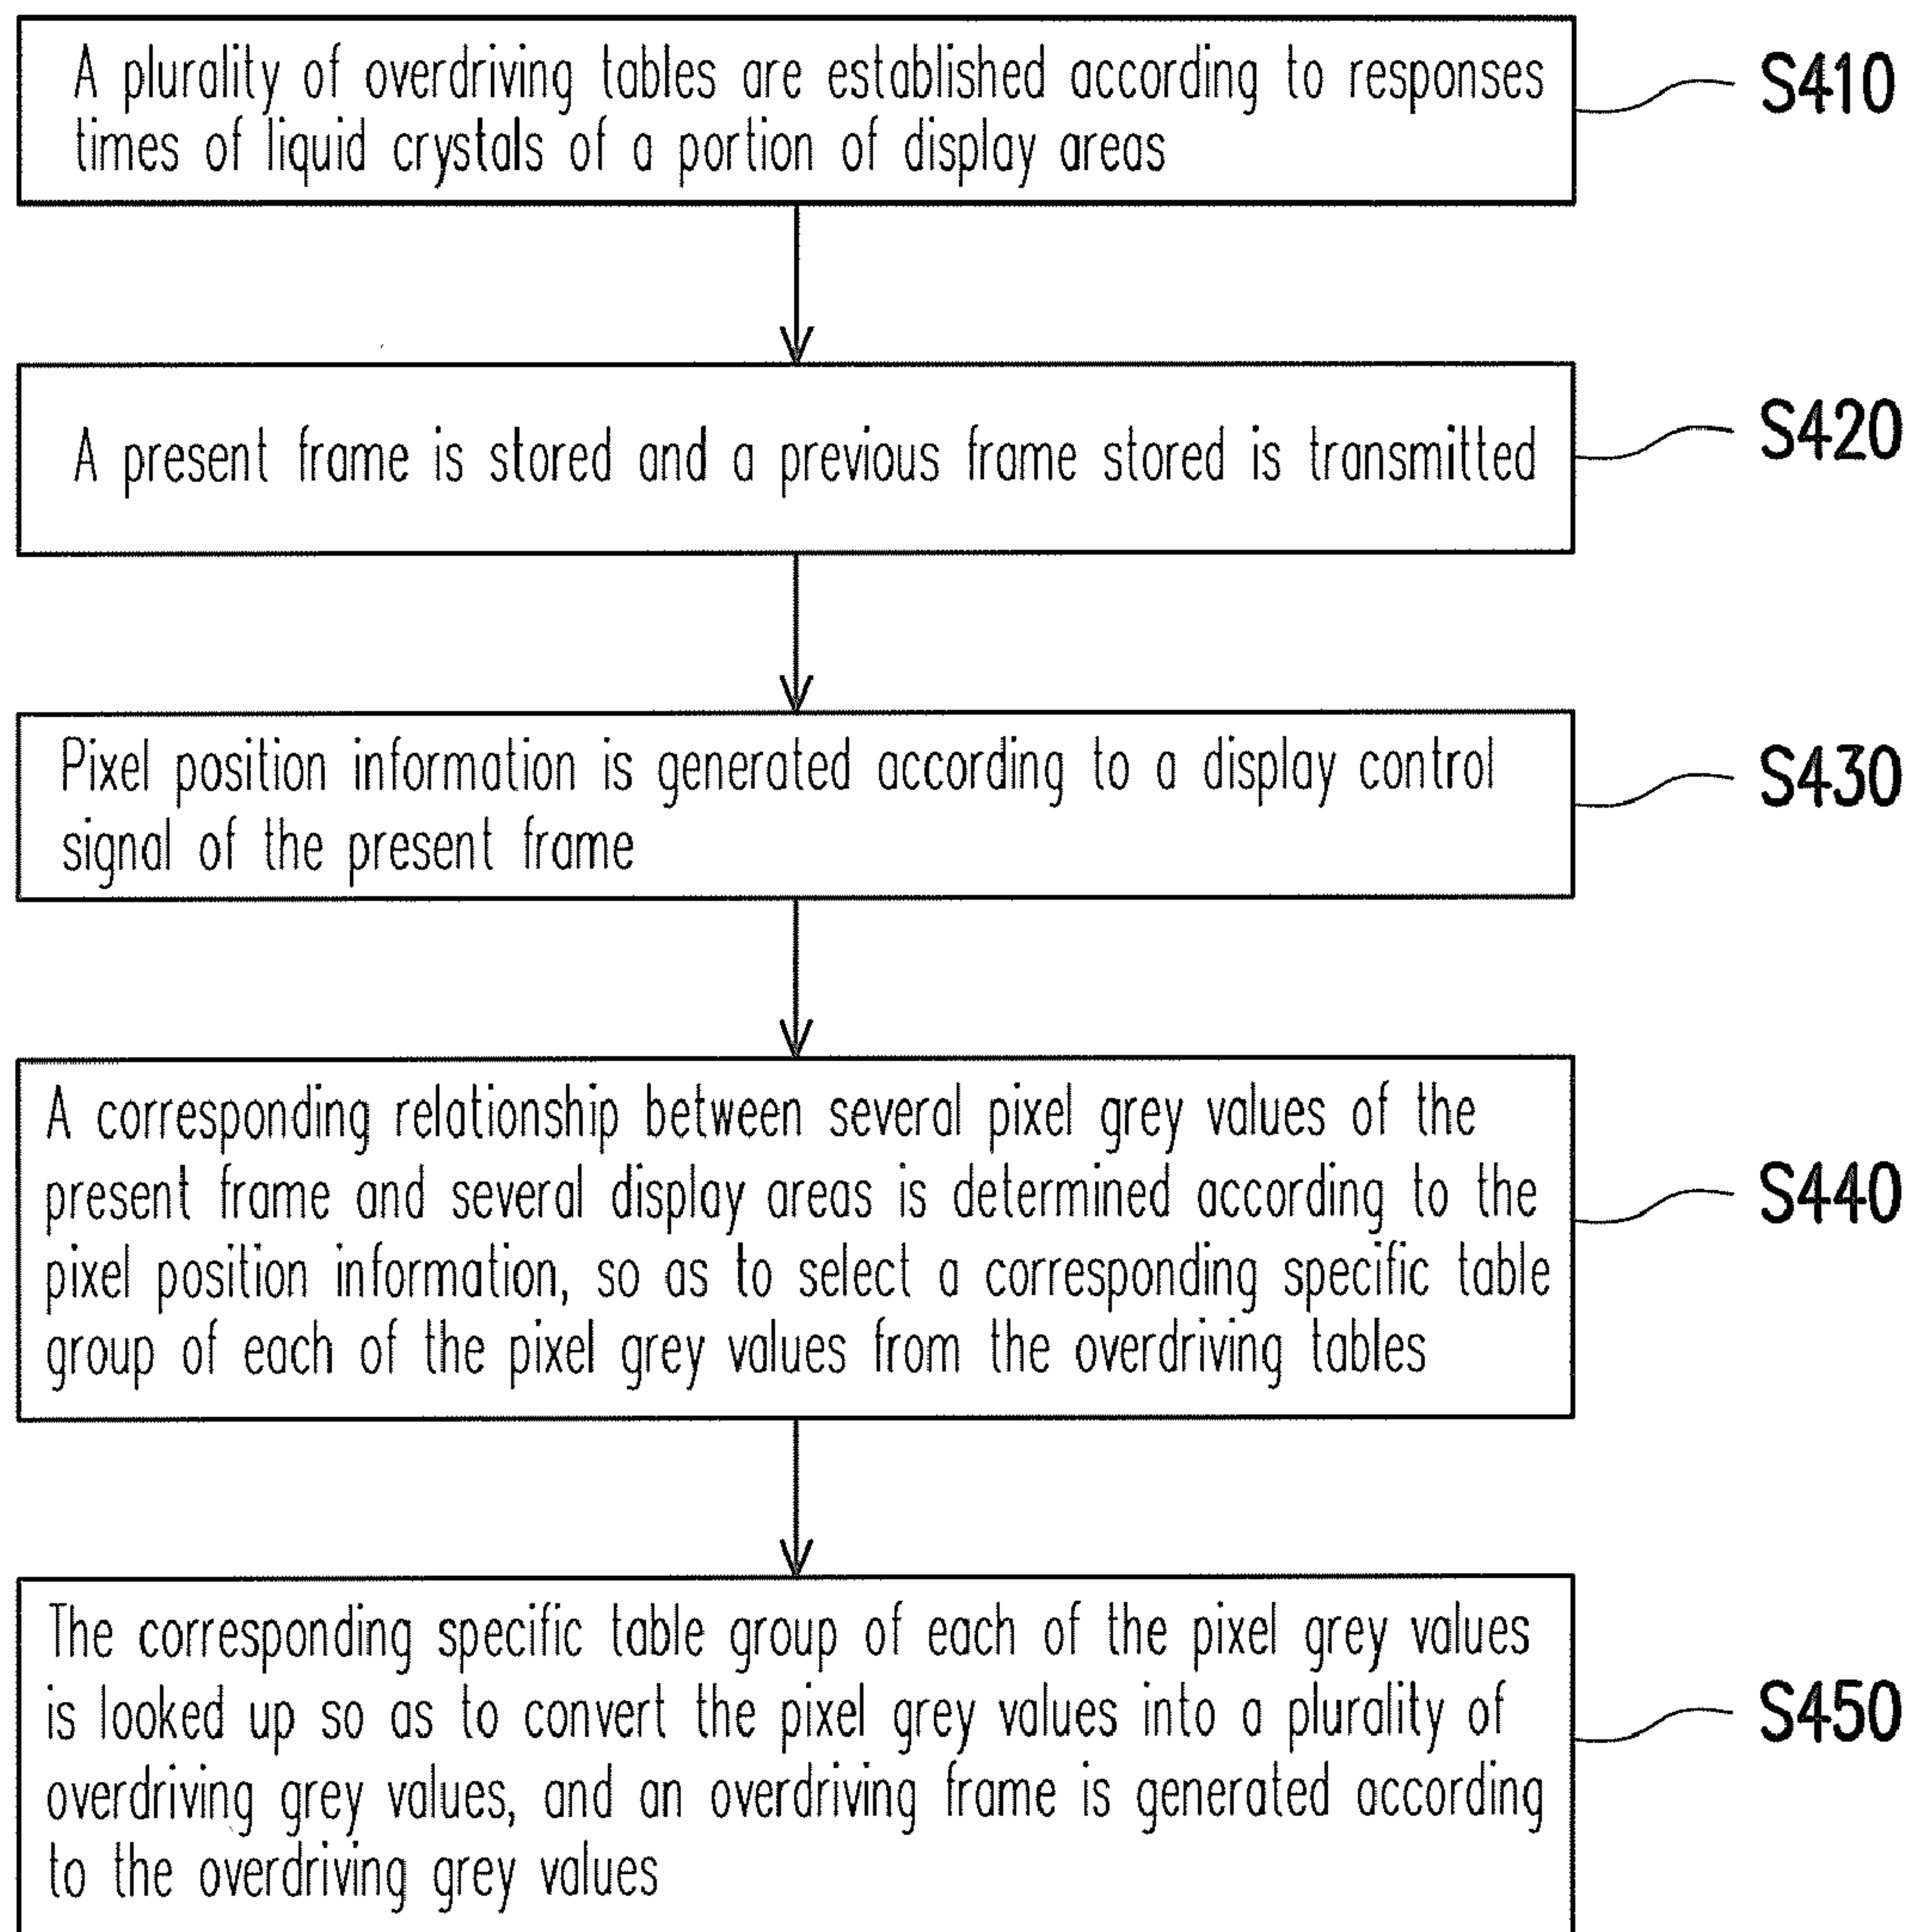 A plurality of overdriving tables are established according to responses
times of liquid crystals of a portion of display areas
S410
A present frame is stored and a previous frame stored is transmitted
S420
Pixel position information is generated according to a display control
signal of the present frame
S430
A corresponding relationship between several pixel grey values of the
present frame and several display areas is determined according to the
pixel position information, so as to select a corresponding specific table
group of each of the pixel grey values from the overdriving tables
S440
The corresponding specific table group of each of the pixel grey values
is looked up so as to convert the pixel grey values into a plurality of
overdriving grey values, and an overdriving frame is generated according
to the overdriving grey values
S450